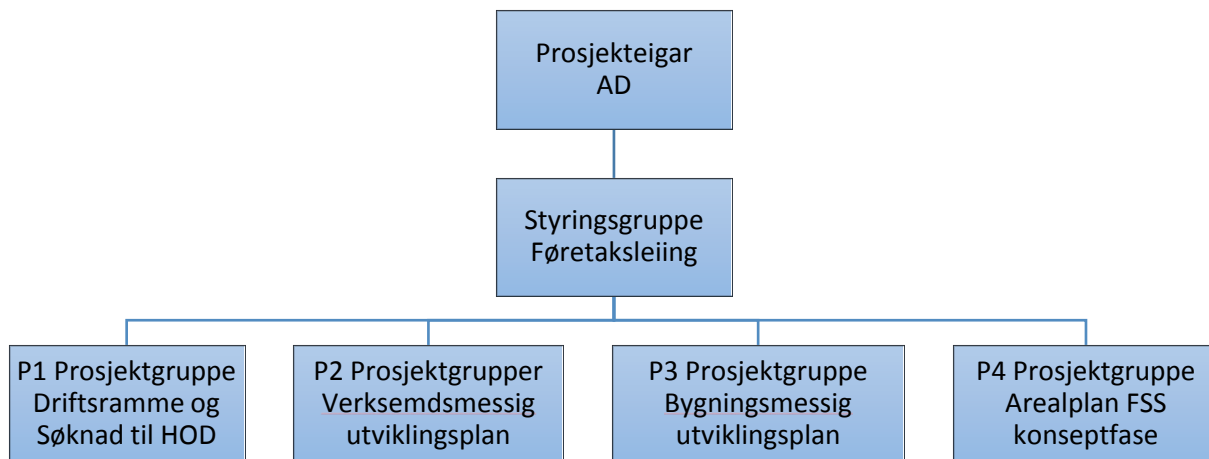 Prosjekteigar
AD
Styringsgruppe
Føretaksleiing
P1 Prosjektgruppe
Driftsramme og
Søknad til HOD
P2 Prosjektgrupper
Verksemdsmessig
utviklingsplan
P3 Prosjektgruppe
Bygningsmessig
utviklingsplan
P4 Prosjektgruppe
Arealplan FSS
konseptfase